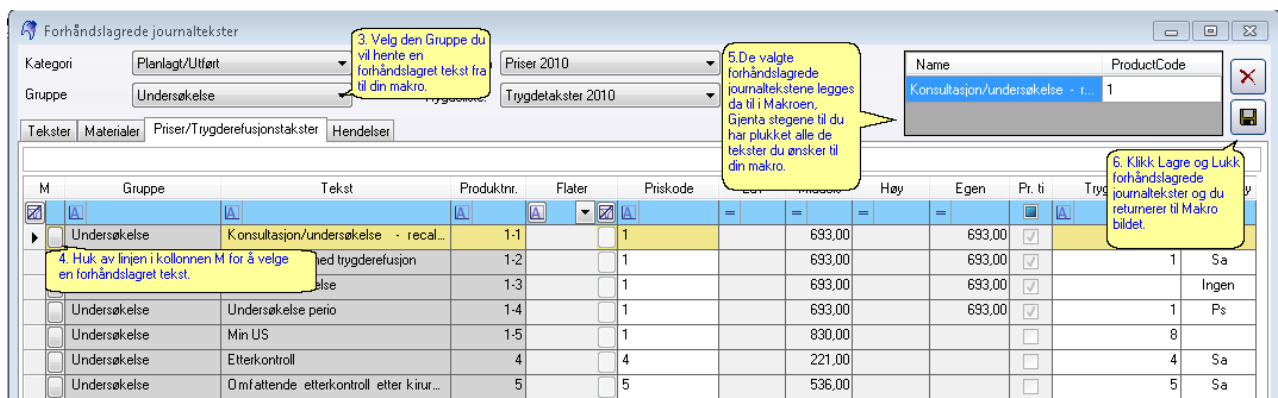 Forhåndslagrede journaltekster
Kategori
Planlagt/Utført
Priser 2010
Gruppe
Undersøkelse
Trygdetakster 2010
3. Velg den Gruppe du
vil hente en
forhåndslagret tekst fra
til din makro.
5.De valgte
forhåndslagrede
journaltekstene legges
da til i Makroen,
Gjenta stegene til du
har plukket alle de
tekster du ønsker til
din makro.
Name ProductCode
Konsultasjon/undersøkelse - r... 1
6. Klikk Lagre og Lukk
forhåndslagrede
journaltekster og du
returnerer til Makro
bildet.
Tekster Materialer Priser/Trygderefusjonstakster Hendelser
M Gruppe Tekst Produktnr. Flater Priskode Høy Egen Pr. ti
Undersøkelse Konsultasjon/undersøkelse - recal... 1-1 1 693,00 693,00
4. Huk av linjen i kollonnen M for å velge
en forhåndslagret tekst.
med trygderefusjon 1-2 1 693,00 693,00 1 Sa
1-3 1 693,00 693,00 Ingen
Undersøkelse Undersøkelse perio 1-4 1 693,00 693,00 1 Ps
Undersøkelse Min US 1-5 1 830,00 8
Undersøkelse Etterkontroll 4 4 221,00 4 Sa
Undersøkelse Omfattende etterkontroll etter kirur... 5 5 536,00 5 Sa